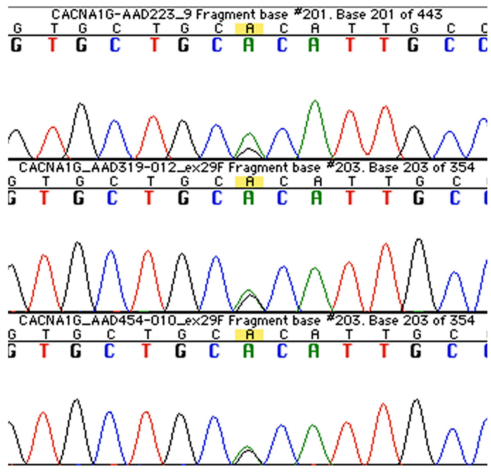 CACNA1G-AAD223_9 Fragment base #201. Base 201 of 443
G T G C T G C A C A T T G C C
G T G C T G C A C A T T G C C
CACNA1G_AAD319-012_ex29F Fragment base #203. Base 203 of 354
G T G C T G C A C A T T G C
G T G C T G C A C A T T G C C
CACNA1G_AAD454-010_ex29F Fragment base #203. Base 203 of 354
G T G C T G C A C A T T G C
G T G C T G C A C A T T G C C